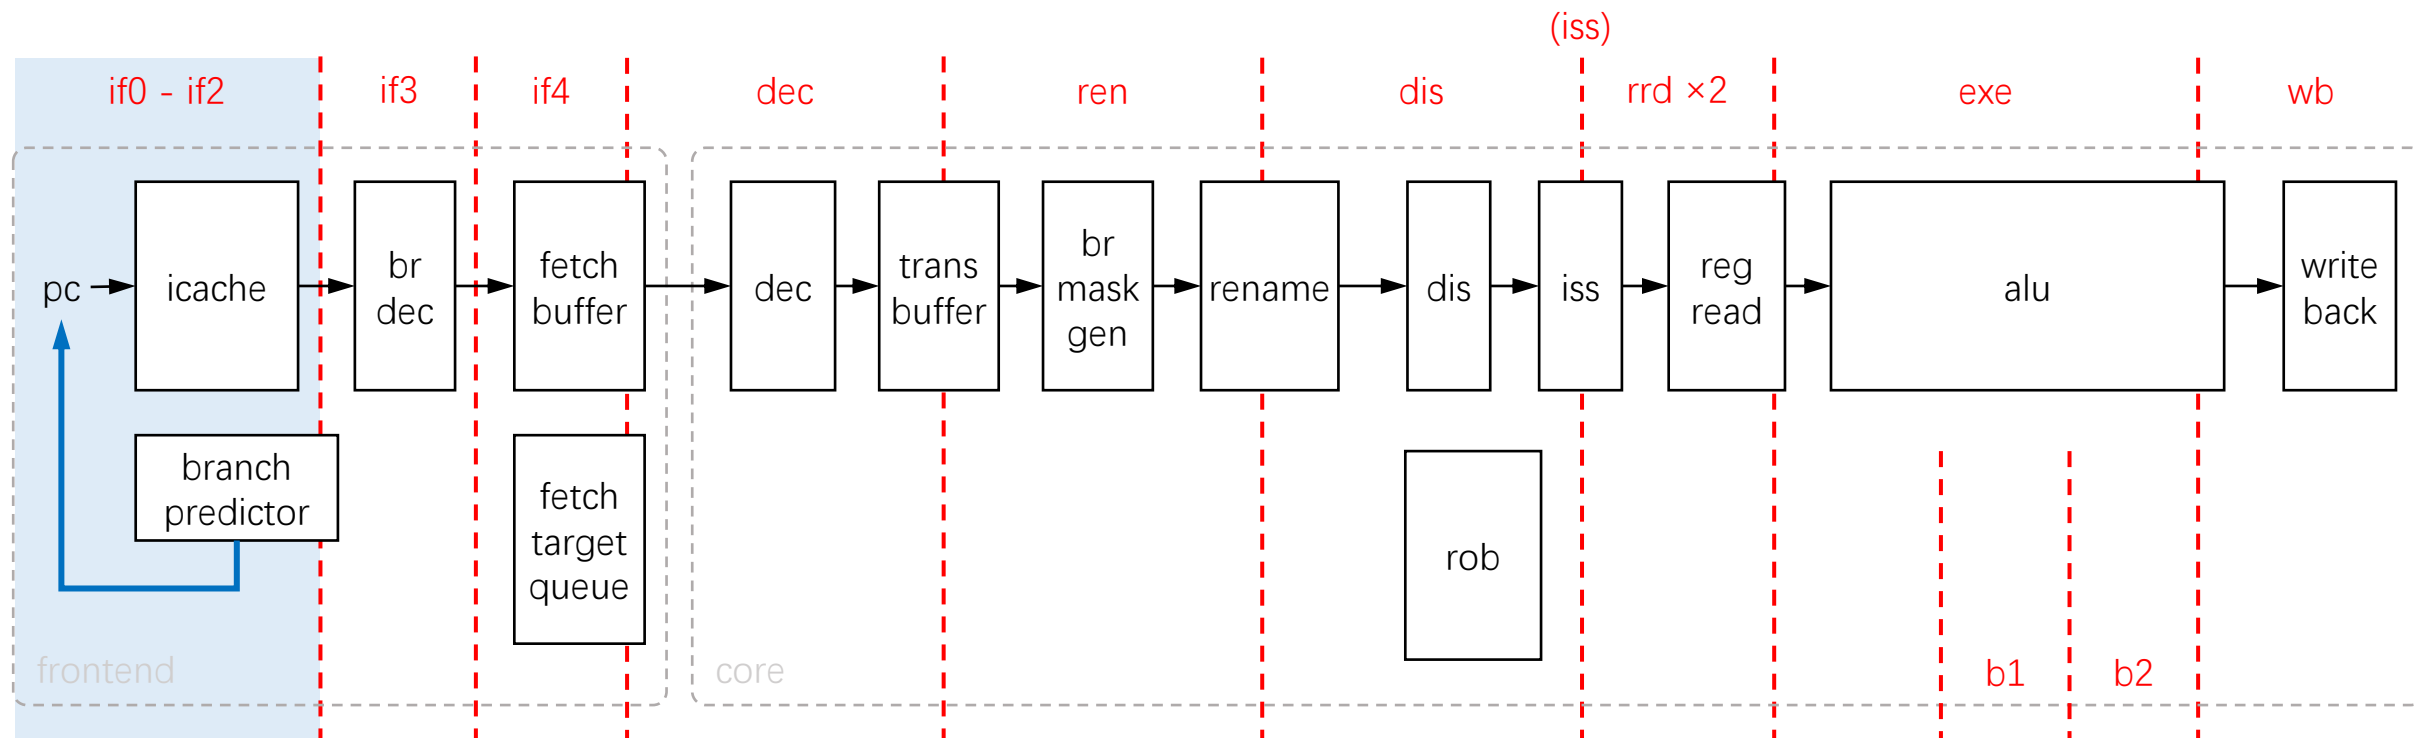 (iss)
if0 - if2
if3
if4
dec
ren
dis
rrd ×2
exe
wb
pc
icache
br
dec
fetch
buffer
dec
trans
buffer
br
mask
gen
rename
dis
iss
reg
read
alu
write
back
branch
predictor
fetch
target
queue
rob
frontend
core
b1
b2